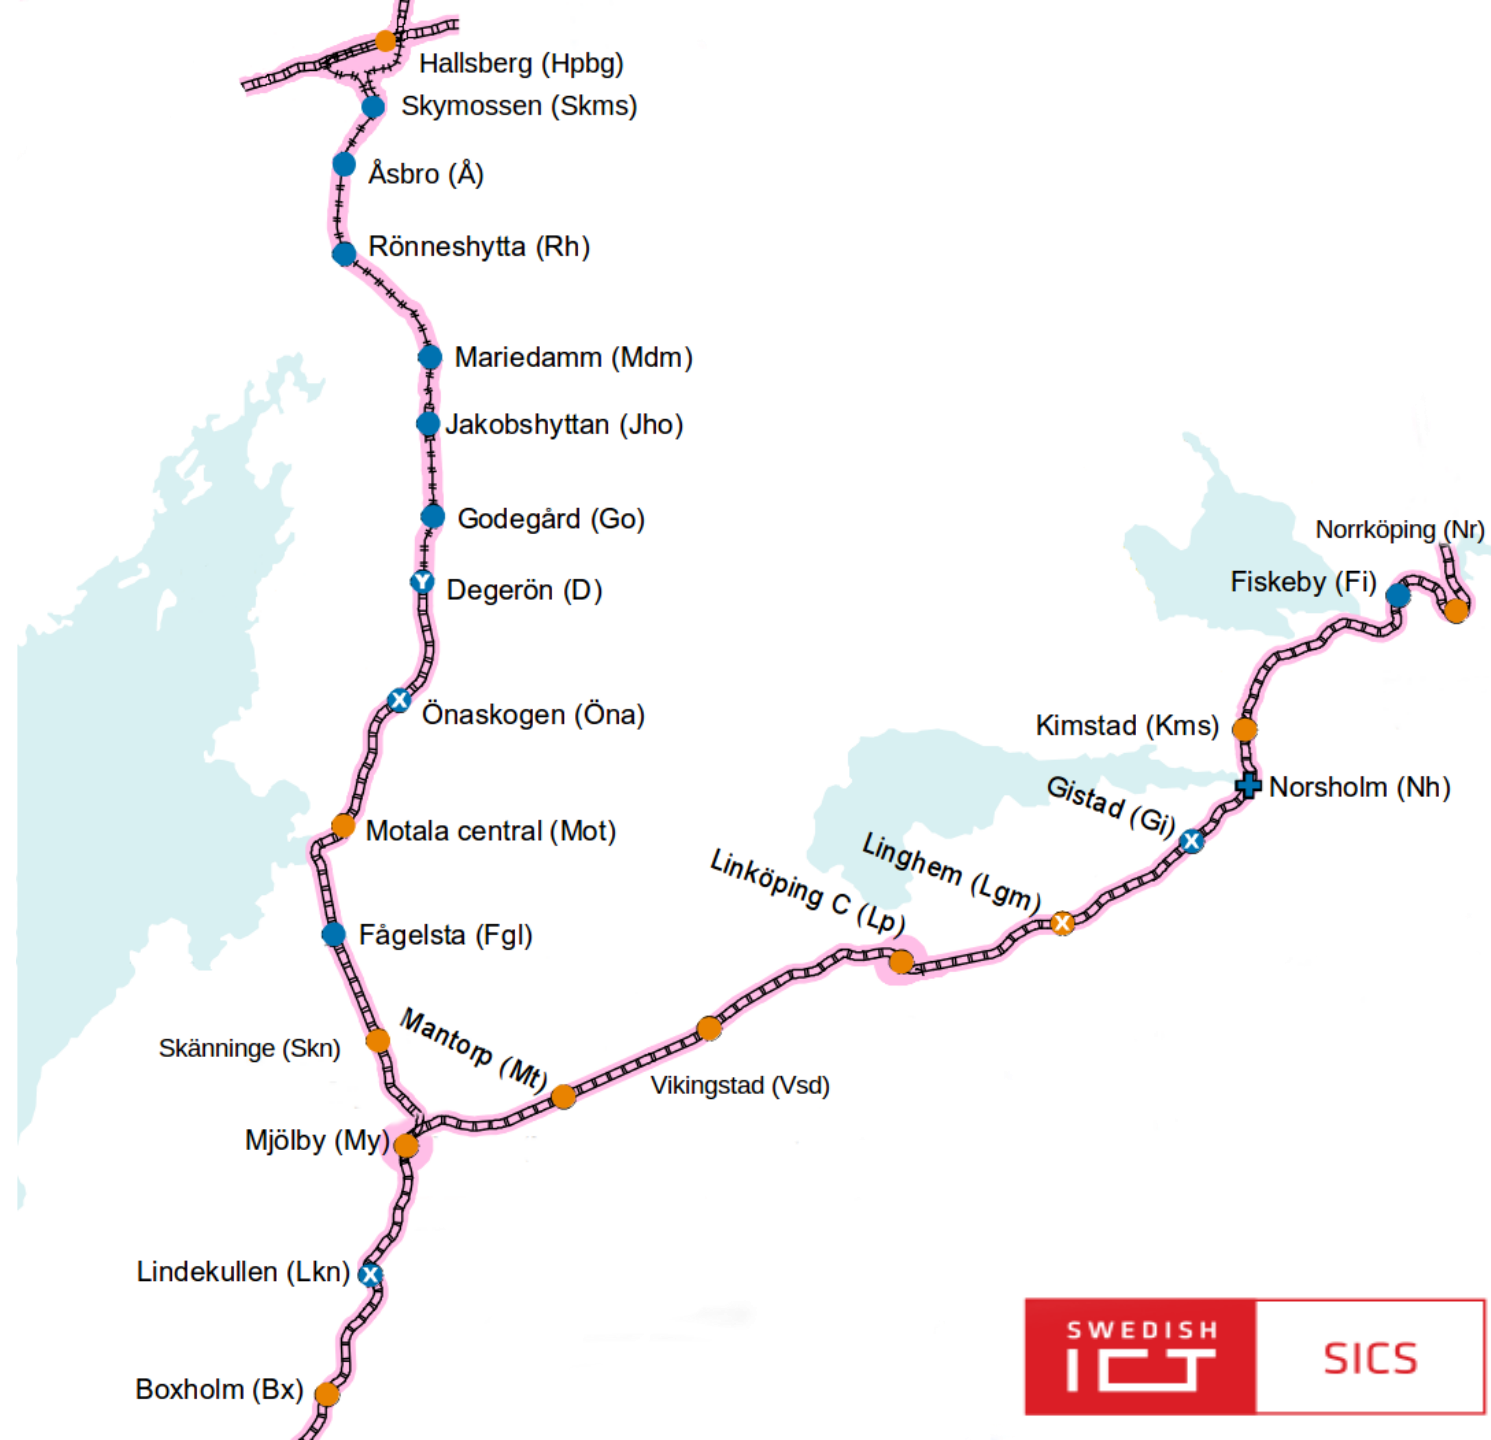 Hallsberg (Hpbg)
Skymossen (Skms)
Åsbro (Å)
Rönneshytta (Rh)
Mariedamm (Mdm)
Jakobshyttan (Jho)
Godegård (Go)
Norrköping (Nr)
Fiskeby (Fi)
Y
Degerön (D)
X
Önaskogen (Öna)
Kimstad (Kms)
Norsholm (Nh)
Gistad (Gi)
X
Motala central (Mot)
Linghem (Lgm)
X
Linköping C (Lp)
Fågelsta (Fgl)
Skänninge (Skn)
Mantorp (Mt)
Vikingstad (Vsd)
Mjölby (My)
Lindekullen (Lkn)
X
Boxholm (Bx)
SWEDISH
ICT
SICS